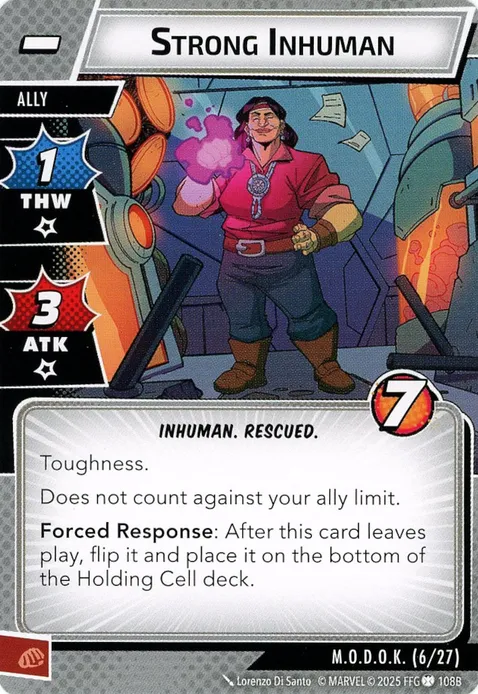 STRONG INHUMAN
ALLY
1
THW
3
ATK
7
INHUMAN. RESCUED.
Toughness.
Does not count against your ally limit.
Forced Response: After this card leaves
play, flip it and place it on the bottom of
the Holding Cell deck.
M.O.D.O.K. (6/27)
Lorenzo Di Santo © MARVEL © 2025 FFG 108B